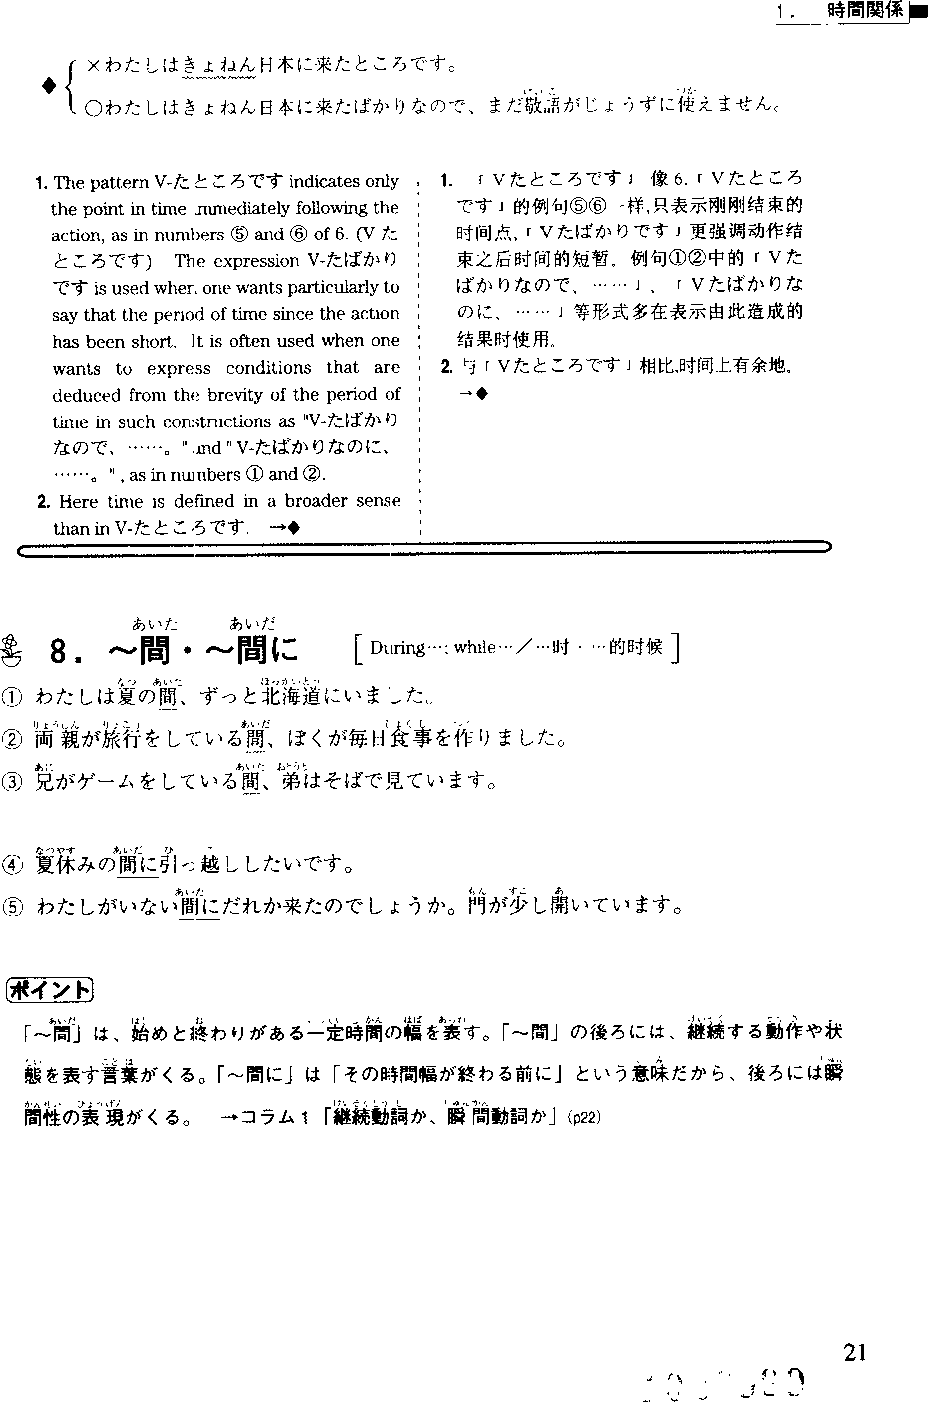 1. 時間関係
◆ ×わたしはきょねん日本に来たところです。
○わたしはきょねん日本に来たばかりなので、まだ敬語がじょうずに使えません。
1. The pattern V-たところです indicates only
the point in time immediately following the
action, as in numbers ⑤ and ⑥ of 6. (V た
ところです) The expression V-たばかり
です is used when one wants particularly to
say that the period of time since the action
has been short. It is often used when one
wants to express conditions that are
deduced from the brevity of the period of
time in such constructions as "V-たばかり
なので、……。" and "V-たばかりなのに、
……。", as in numbers ① and ②.
2. Here time is defined in a broader sense
than in V-たところです. →◆
1. 「Vたところです」像6.「Vたところ
です」的例句⑤⑥一样,只表示刚刚结束的
时间点,「Vたばかりです」更强调动作结
束之后时间的短暂。例句①②中的「Vた
ばかりなので、……」、「Vたばかりな
のに、……」等形式多在表示由此造成的
结果时使用。
2. 与「Vたところです」相比,时间上有余地。
→◆
8. ～間・～間に [During…; while…／…时・…的时候]
① わたしは夏の間、ずっと北海道にいました。
② 両親が旅行をしている間、ぼくが毎日食事を作りました。
③ 兄がゲームをしている間、弟はそばで見ています。
④ 夏休みの間に引っ越ししたいです。
⑤ わたしがいない間にだれか来たのでしょうか。門が少し開いています。
ポイント
「～間」は、始めと終わりがある一定時間の幅を表す。「～間」の後ろには、継続する動作や状
態を表す言葉がくる。「～間に」は「その時間幅が終わる前に」という意味だから、後ろには瞬
間性の表現がくる。 →コラム1「継続動詞か、瞬間動詞か」(p22)
21